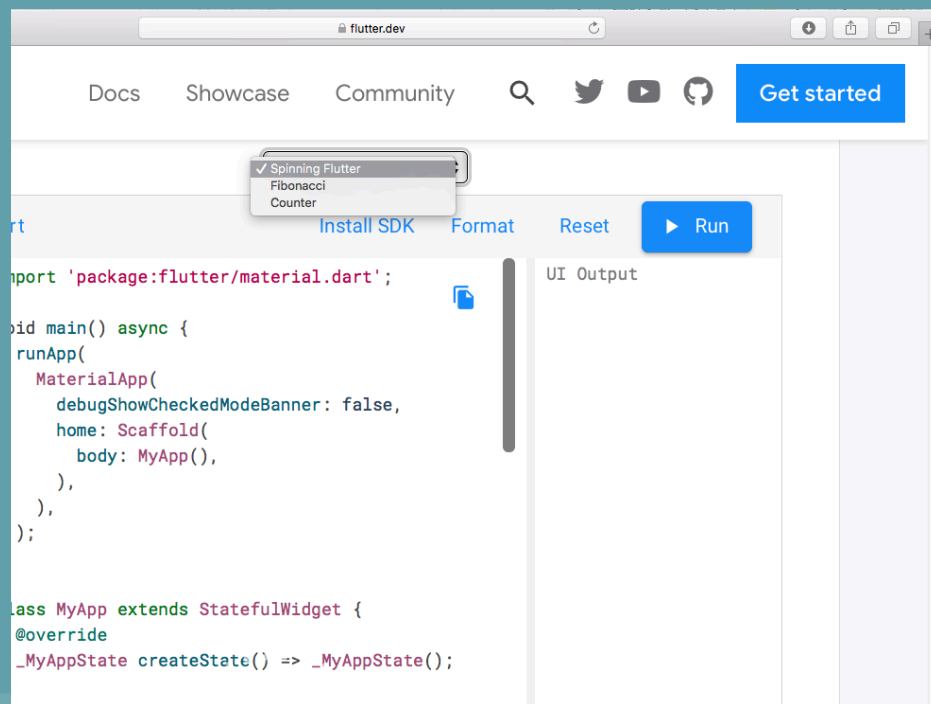 flutter.dev
Docs Showcase Community Get started
✓ Spinning Flutter
Fibonacci
Counter
rt Install SDK Format Reset Run
mport 'package:flutter/material.dart';
UI Output
oid main() async {
runApp(
MaterialApp(
debugShowCheckedModeBanner: false,
home: Scaffold(
body: MyApp(),
),
),
);
lass MyApp extends StatefulWidget {
@override
_MyAppState createState() => _MyAppState();